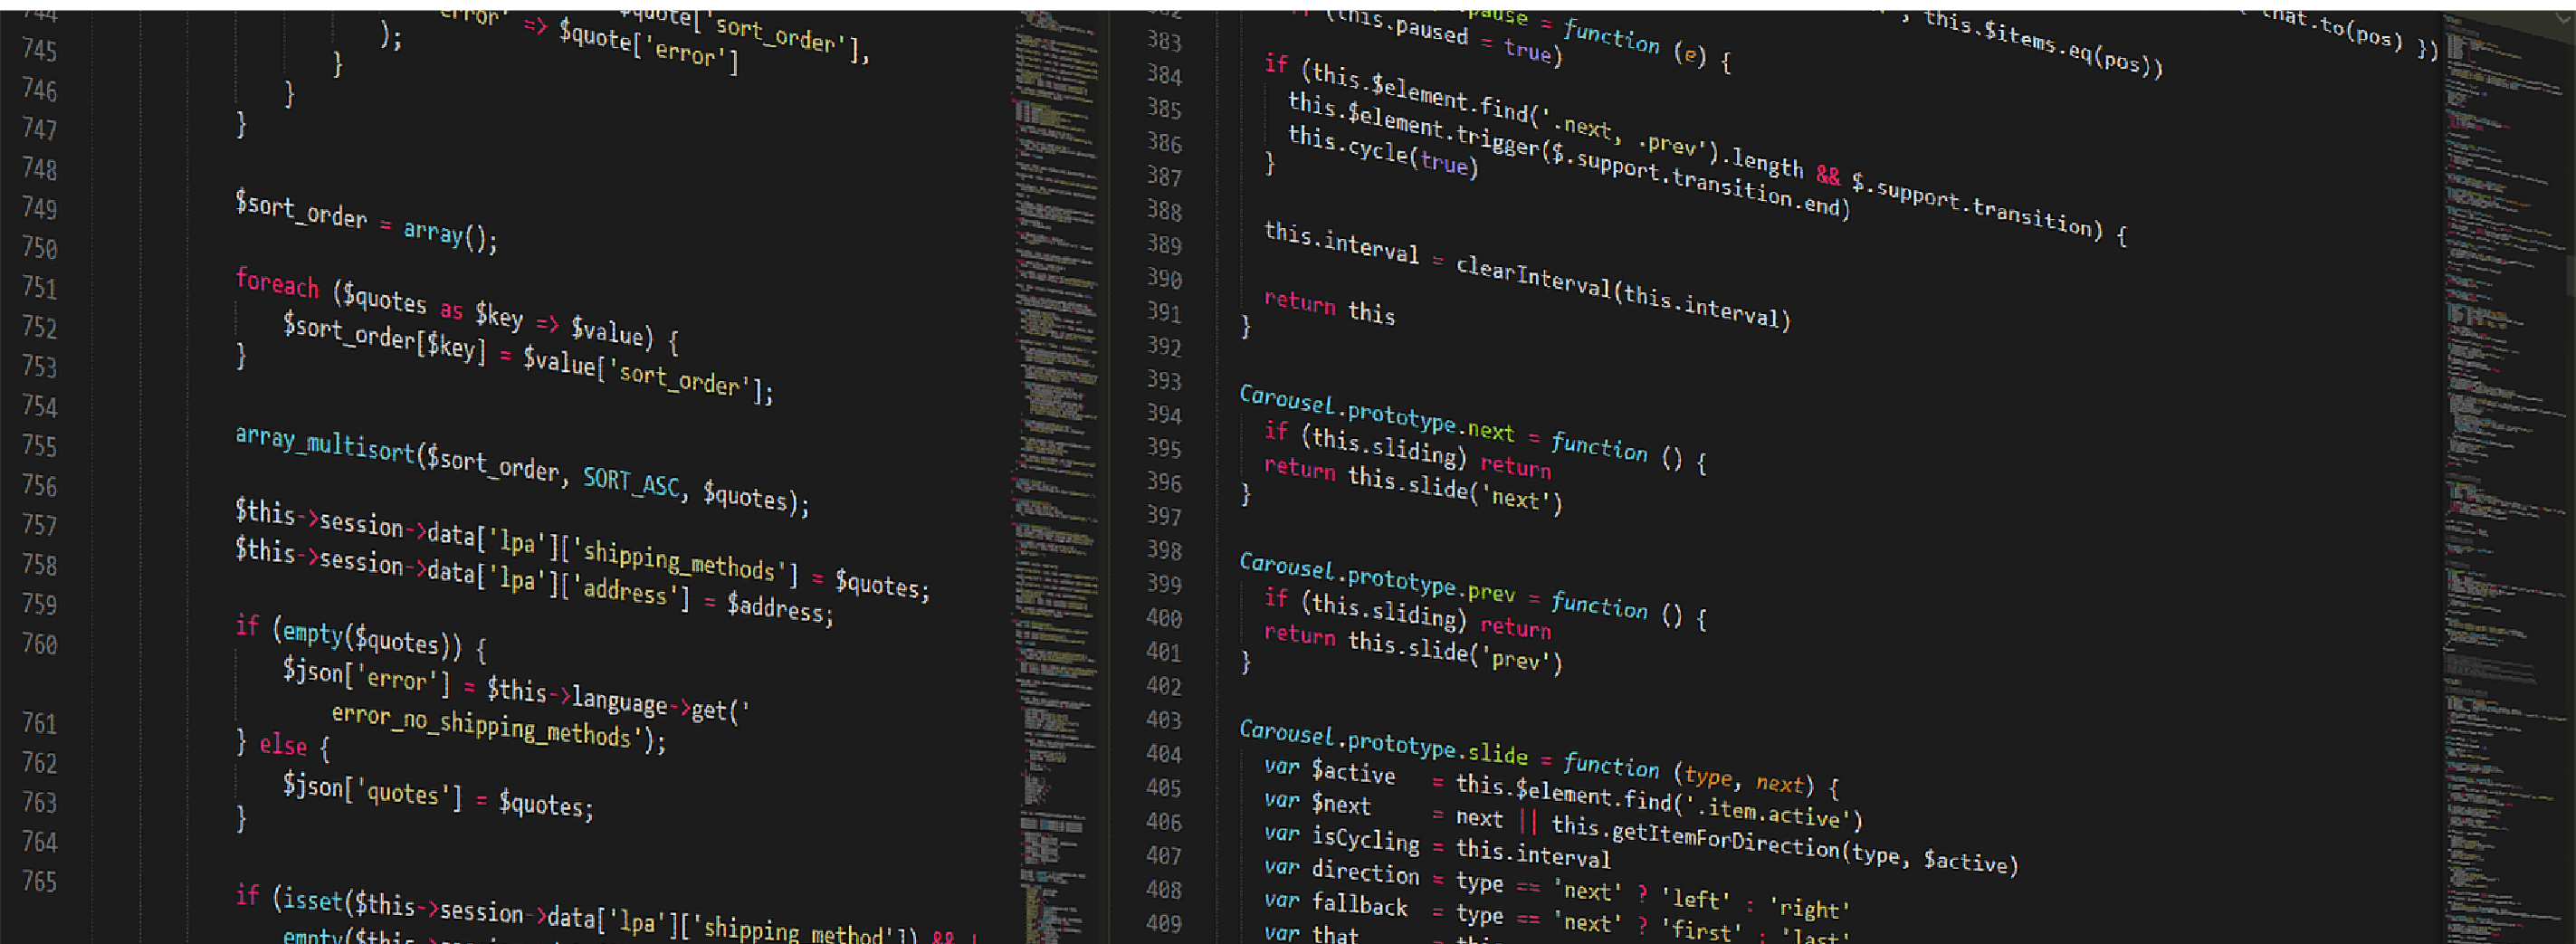 744
745
746
747
748
749
750
751
752
753
754
755
756
757
758
759
760
761
762
763
764
765
$quote['sort_order'],
error' => $quote['error']
);
}
}
}
$sort_order = array();
foreach ($quotes as $key => $value) {
$sort_order[$key] = $value['sort_order'];
}
array_multisort($sort_order, SORT_ASC, $quotes);
$this->session->data['lpa']['shipping_methods'] = $quotes;
$this->session->data['lpa']['address'] = $address;
if (empty($quotes)) {
$json['error'] = $this->language->get('
error_no_shipping_methods');
} else {
$json['quotes'] = $quotes;
}
if (isset($this->session->data['lpa']['shipping_method']) &&
empty($this->
382
383
384
385
386
387
388
389
390
391
392
393
394
395
396
397
398
399
400
401
402
403
404
405
406
407
408
409
, this.$items.eq(pos))
that.to(pos) })
pause = function (e) {
(this.paused = true)
if (this.$element.find('.next, .prev').length && $.support.transition) {
this.$element.trigger($.support.transition.end)
this.cycle(true)
}
this.interval = clearInterval(this.interval)
return this
}
Carousel.prototype.next = function () {
if (this.sliding) return
return this.slide('next')
}
Carousel.prototype.prev = function () {
if (this.sliding) return
return this.slide('prev')
}
Carousel.prototype.slide = function (type, next) {
var $active = this.$element.find('.item.active')
var $next = next || this.getItemForDirection(type, $active)
var isCycling = this.interval
var direction = type == 'next' ? 'left' : 'right'
var fallback = type == 'next' ? 'first' : 'last'
var that =